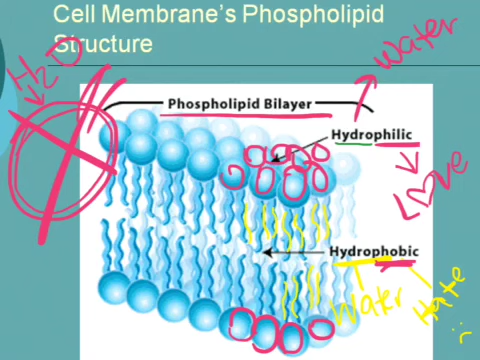 Cell Membrane's Phospholipid
Structure
Water
H2O
Phospholipid Bilayer
Hydrophilic
Love
Hydrophobic
Water
Hate